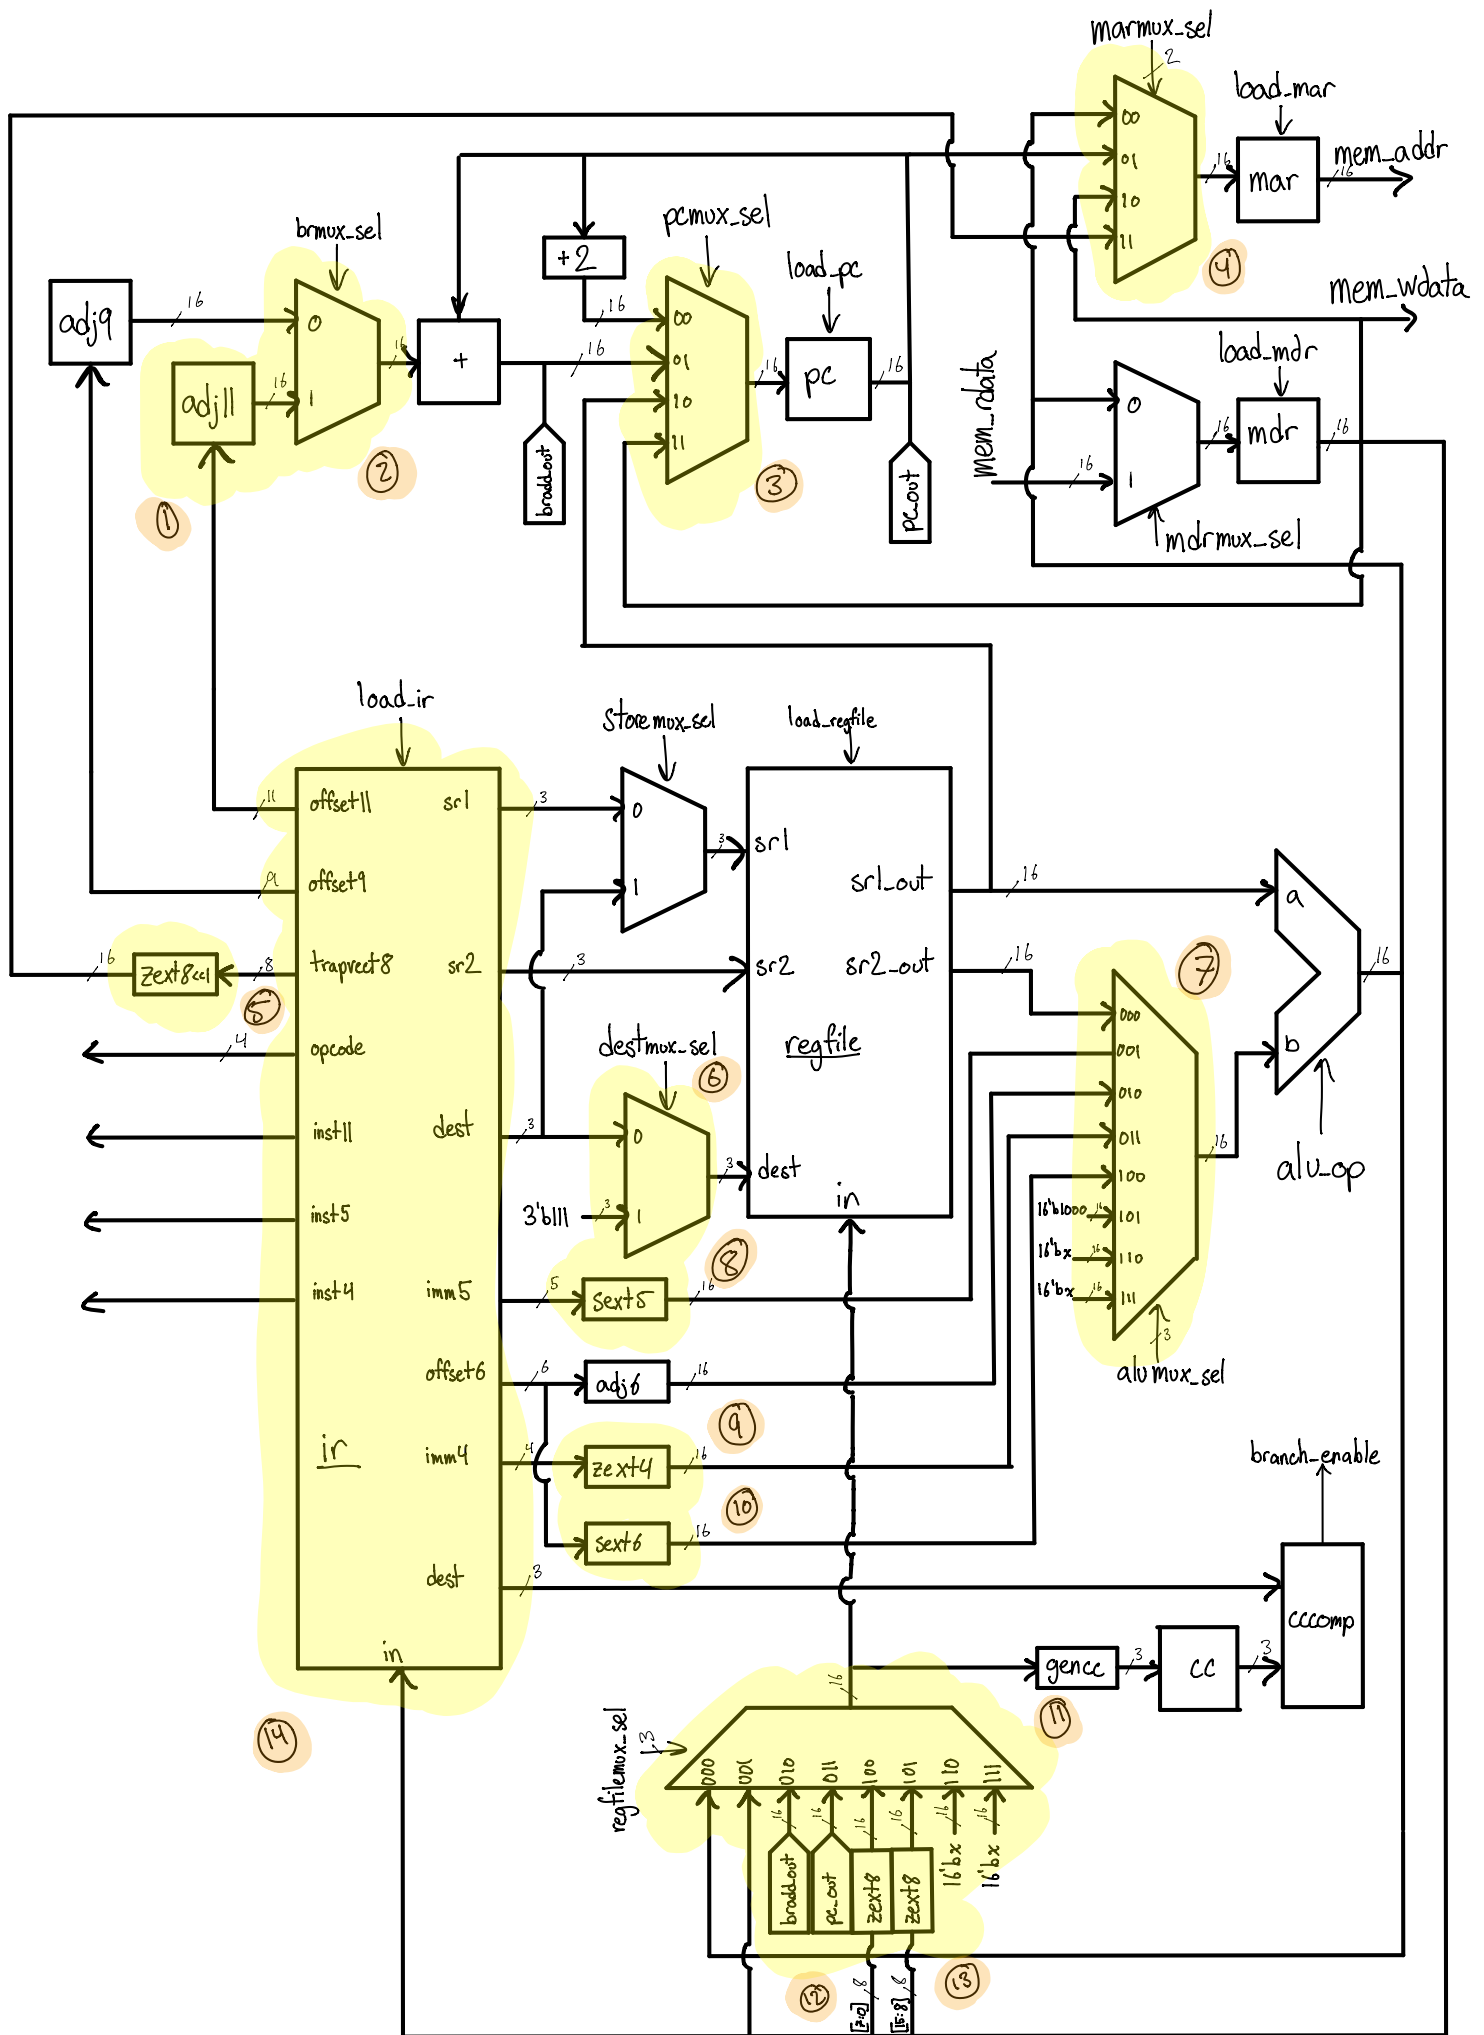 marmux_sel
2
load_mar
00
01
10
11
16
mar
mem_addr
16
4
mem_wdata
brmux_sel
pcmux_sel
load_pc
+2
adj9
16
0
1
16
+
16
16
00
01
10
11
16
pc
16
adj11
16
2
1
bradd_out
3
pc_out
mem_rdata
16
0
1
16
load_mdr
mdr
16
mdrmux_sel
load_ir
storemux_sel
load_regfile
11
offset11
sr1
3
0
1
3
sr1
9
offset9
sr1_out
16
a
16
zext8<<1
8
trapvect8
sr2
3
sr2
sr2_out
16
7
16
5
4
opcode
destmux_sel
6
regfile
000
001
010
011
100
101
110
111
b
inst11
dest
3
0
1
3
dest
in
16
alu_op
inst5
3'b111
3
16'b1000
16
16'bx
16
16'bx
16
8
inst4
imm5
5
sext5
16
3
alumux_sel
offset6
6
adj6
16
9
ir
imm4
4
zext4
16
10
sext6
16
branch_enable
dest
3
cccomp
in
gencc
3
cc
3
14
11
16
regfilemux_sel
3
000
001
010
011
100
101
110
111
16
16
16
16
16
16
bradd_out
pc_out
zext8
zext8
16'bx
16'bx
12
13
[7:0]
8
[15:8]
8